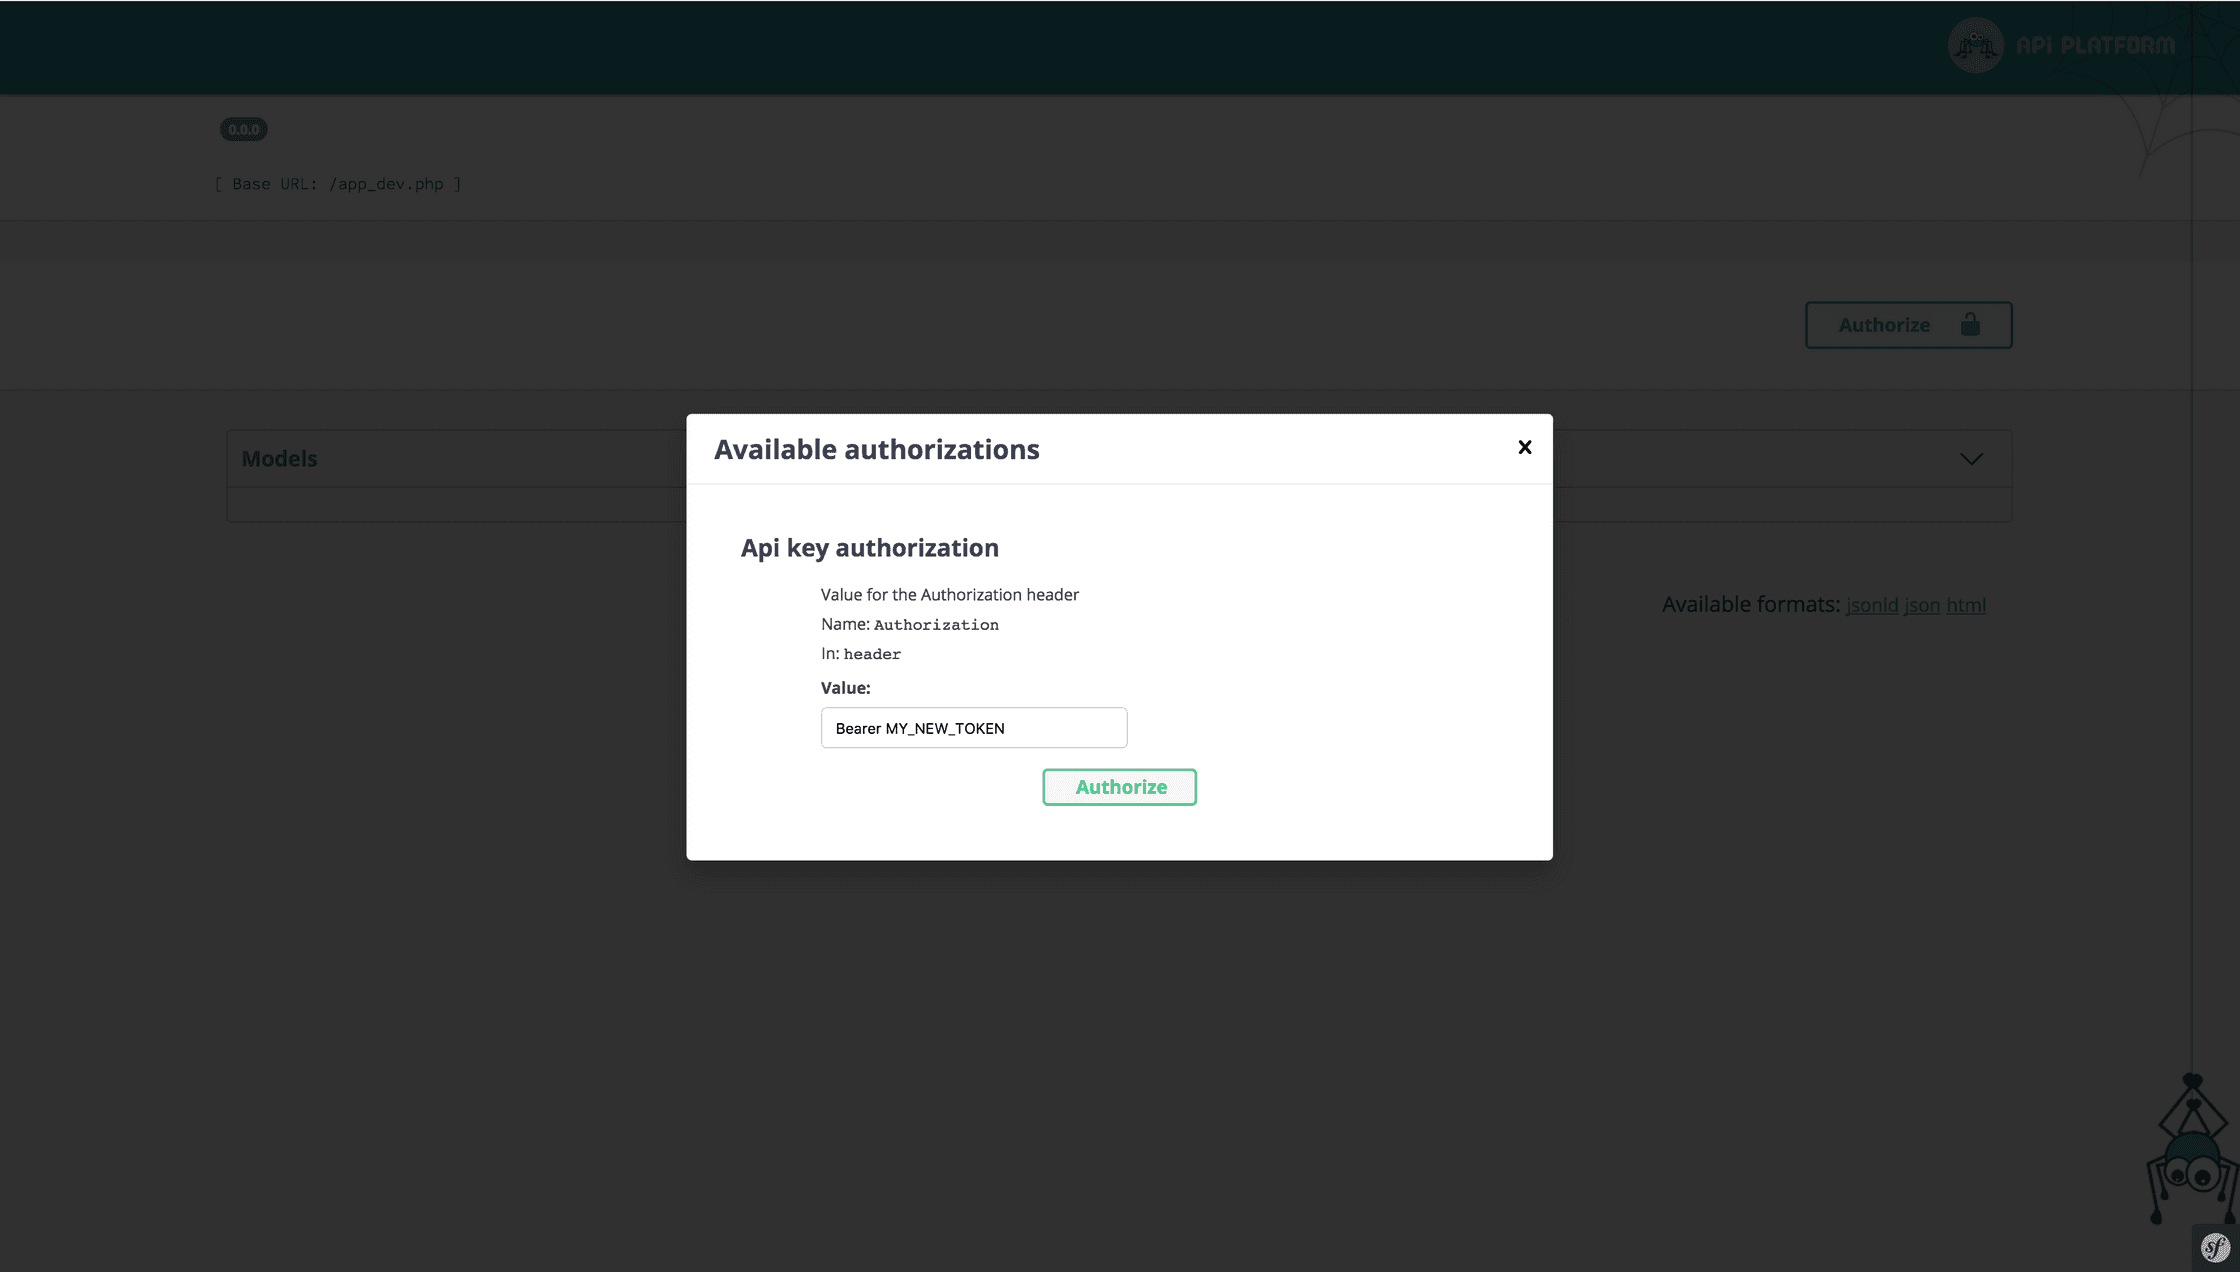 API PLATFORM
0.0.0
[ Base URL: /app_dev.php ]
Authorize
Models
Available authorizations
Api key authorization
Value for the Authorization header
Name: Authorization
In: header
Value:
Bearer MY_NEW_TOKEN
Authorize
Available formats: jsonld json html
sf